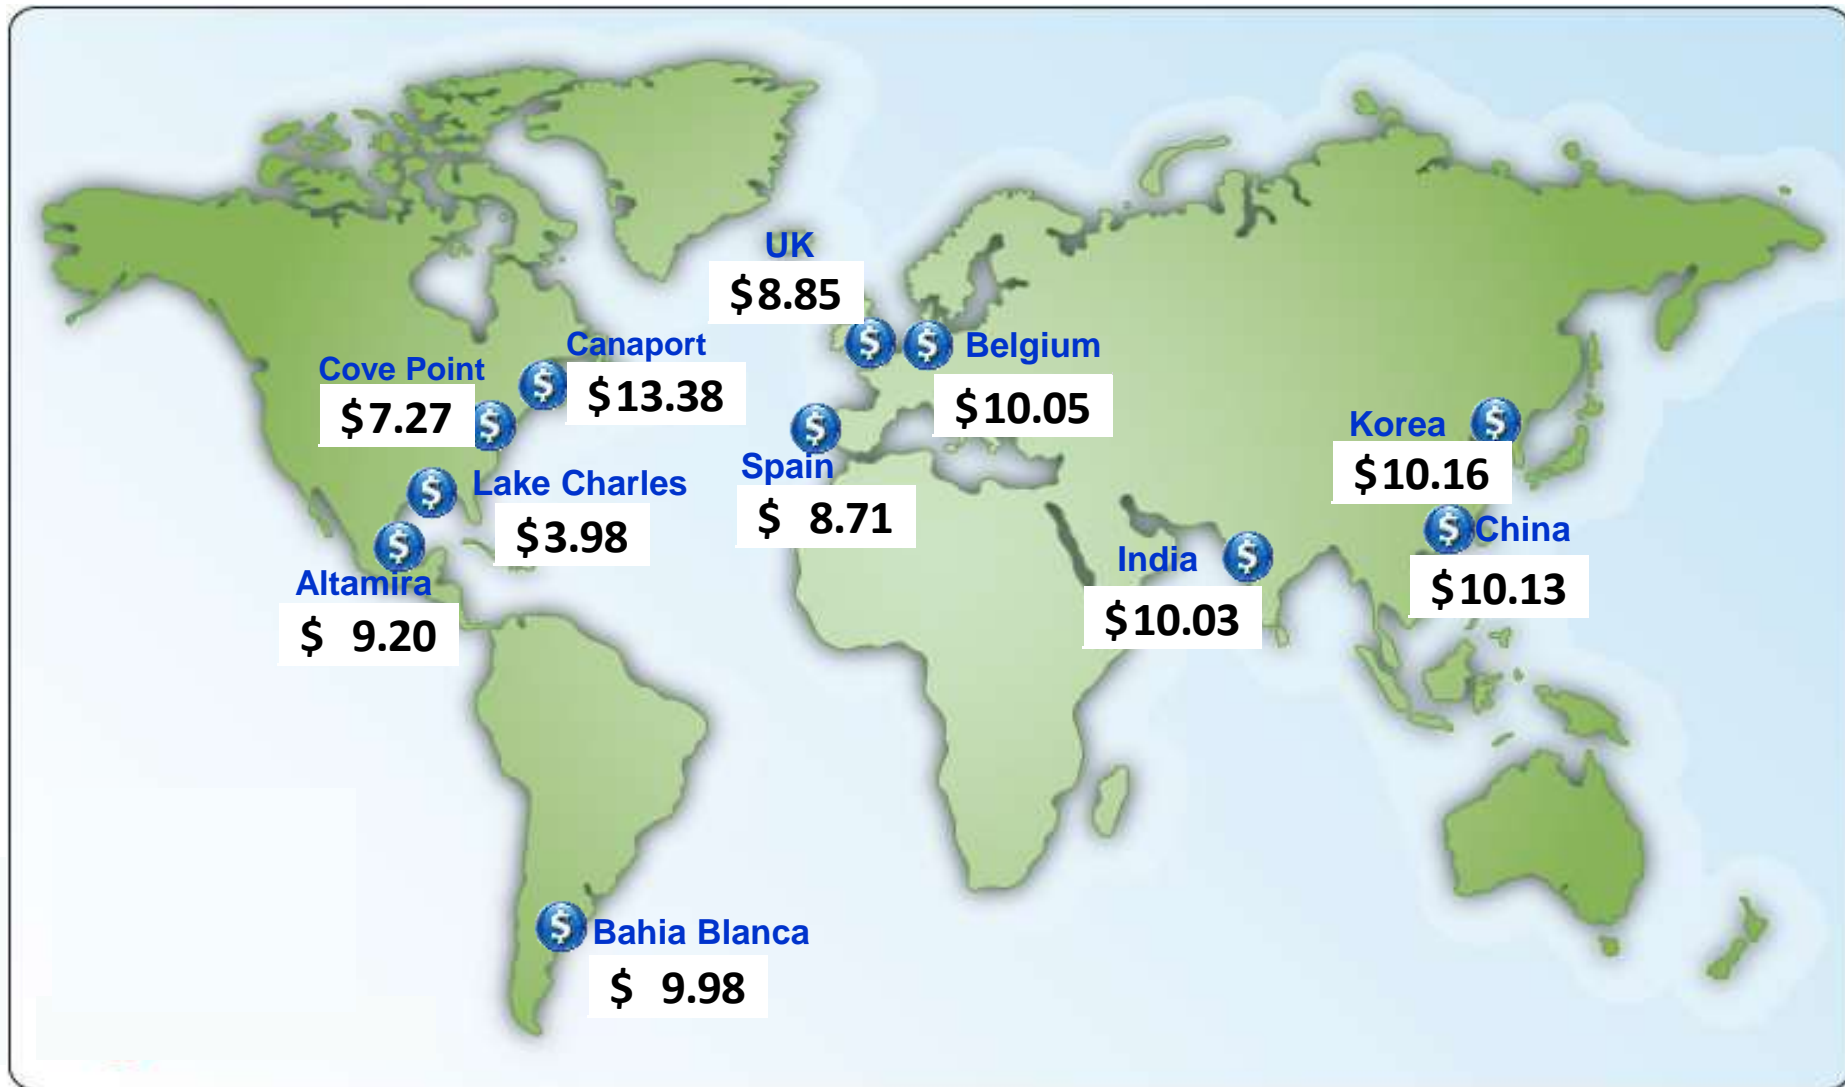 UK
$8.85
Canaport
$13.38
Cove Point
$7.27
Belgium
$10.05
Korea
$10.16
Spain
$ 8.71
Lake Charles
$3.98
China
$10.13
India
$10.03
Altamira
$ 9.20
Bahia Blanca
$ 9.98